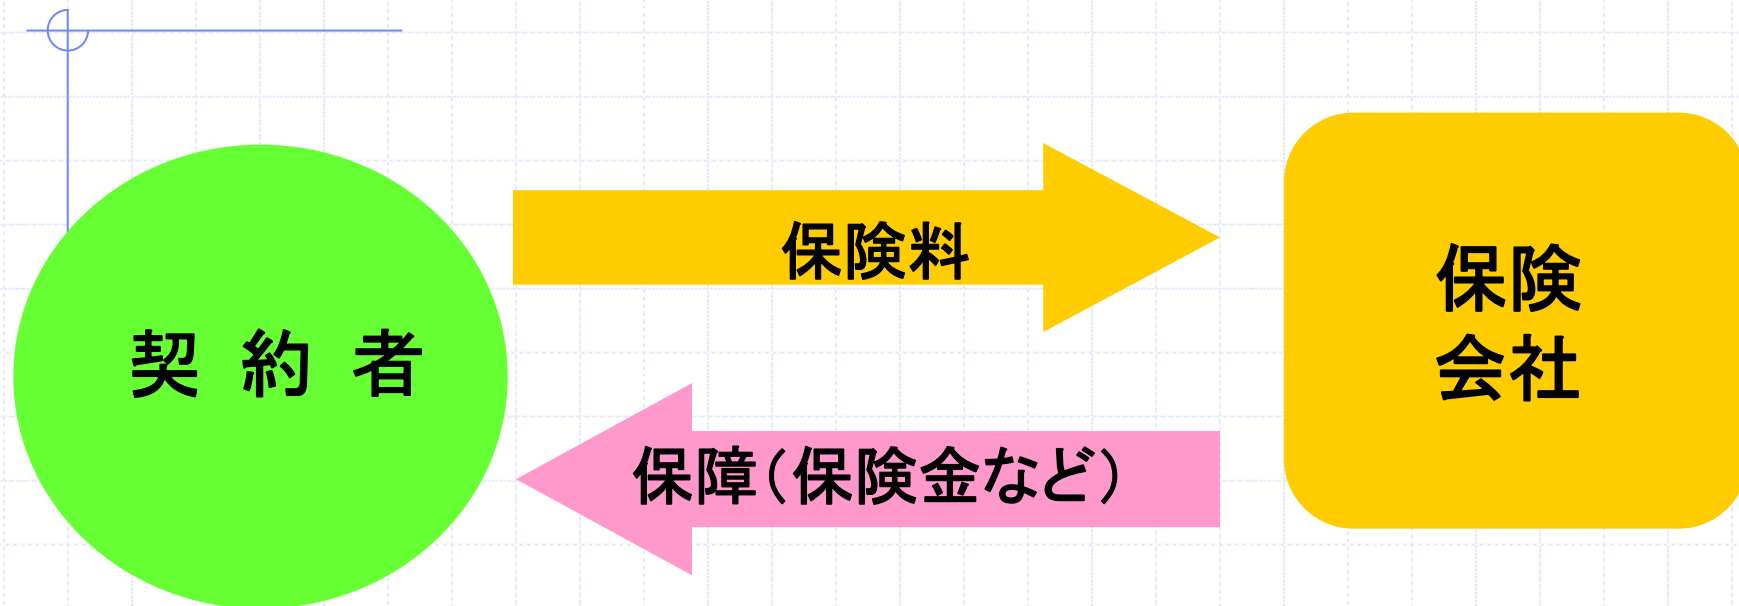 契約者
保険料
保障（保険金など）
保険
会社